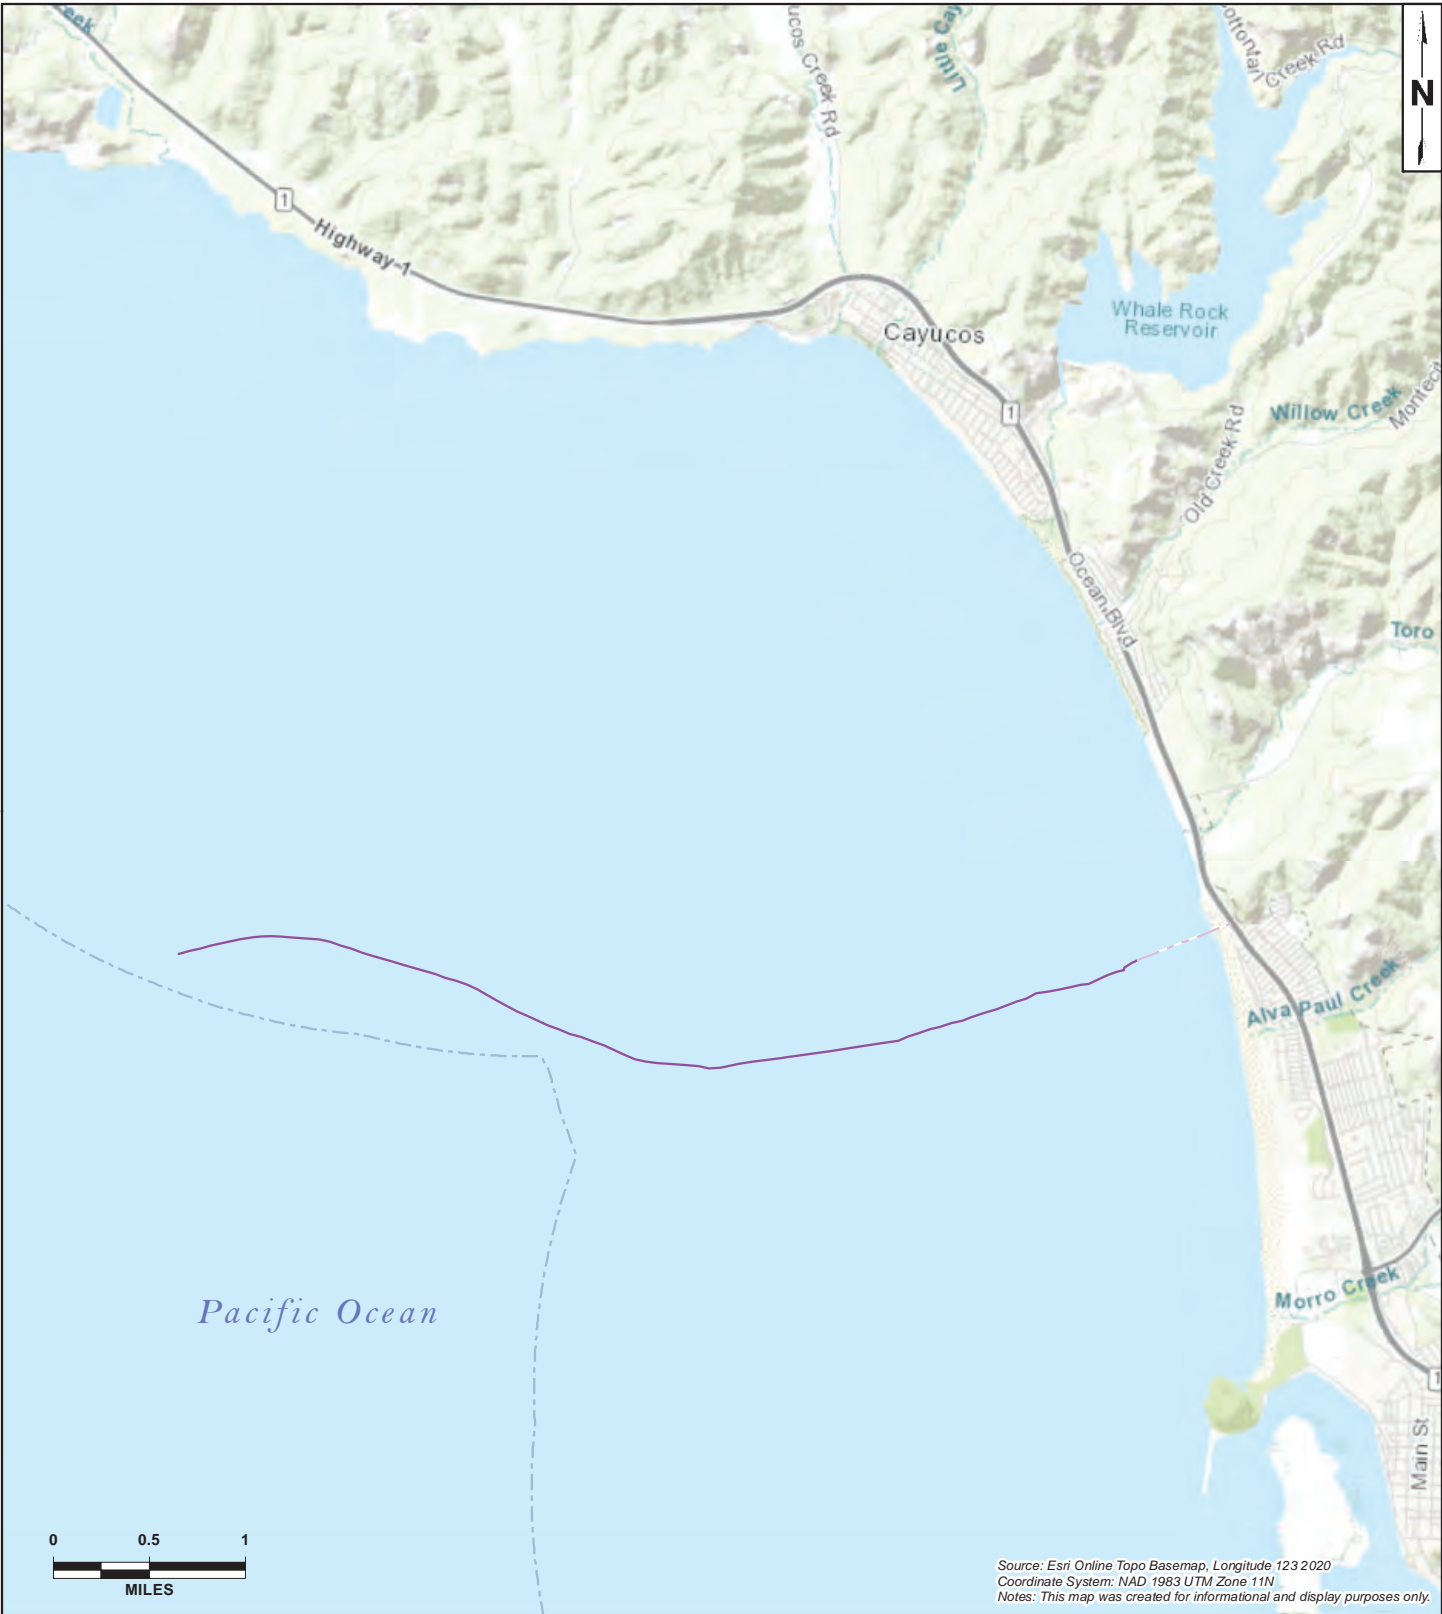 reek
ucos Creek Rd
Little Cay
ottontail Creek Rd
N
1
Highway 1
Whale Rock
Reservoir
Cayucos
1
Willow Creek
Montecit
Old Creek Rd
Ocean Blvd
Toro
Alva Paul Creek
Morro Creek
Pacific Ocean
1
Main St
0 0.5 1
MILES
Source: Esri Online Topo Basemap, Longitude 123 2020
Coordinate System: NAD 1983 UTM Zone 11N
Notes: This map was created for informational and display purposes only.